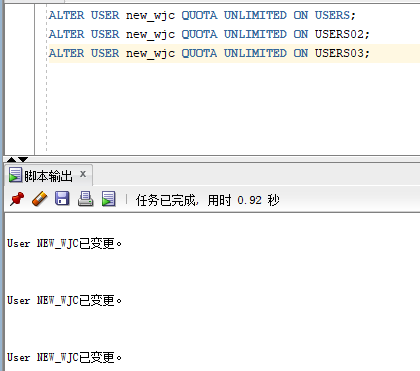 ALTER USER new_wjc QUOTA UNLIMITED ON USERS;
ALTER USER new_wjc QUOTA UNLIMITED ON USERS02;
ALTER USER new_wjc QUOTA UNLIMITED ON USERS03;
脚本输出 x
任务已完成, 用时 0.92 秒
User NEW_WJC已变更。
User NEW_WJC已变更。
User NEW_WJC已变更。